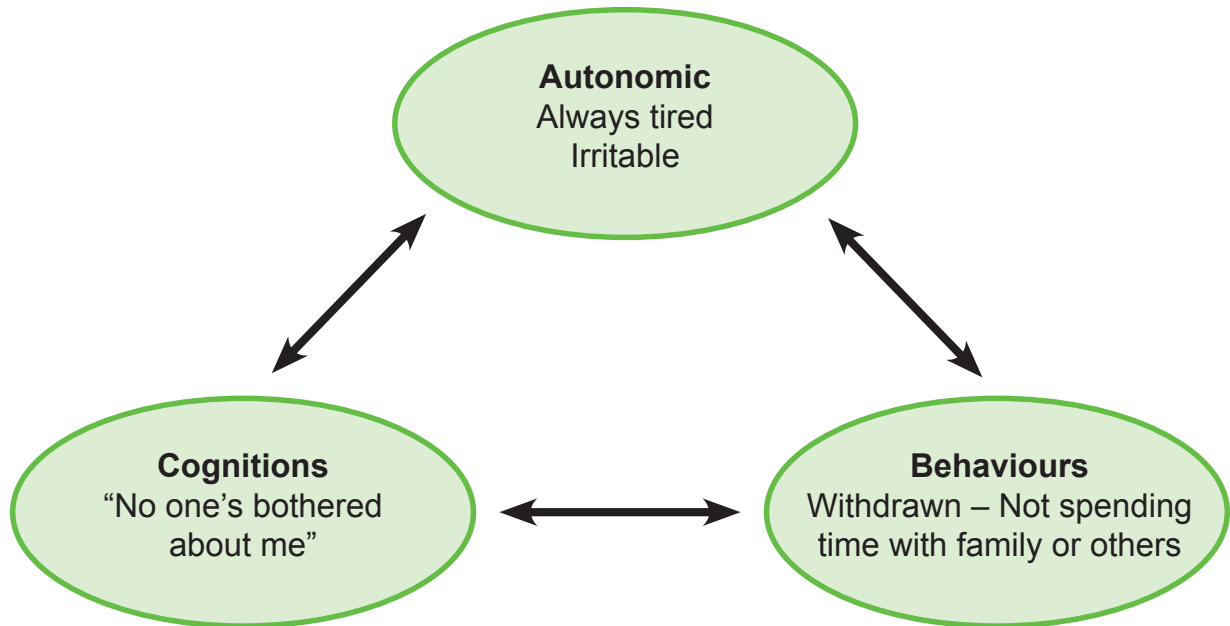 Autonomic
Always tired
Irritable
Cognitions
“No one’s bothered
about me”
Behaviours
Withdrawn – Not spending
time with family or others